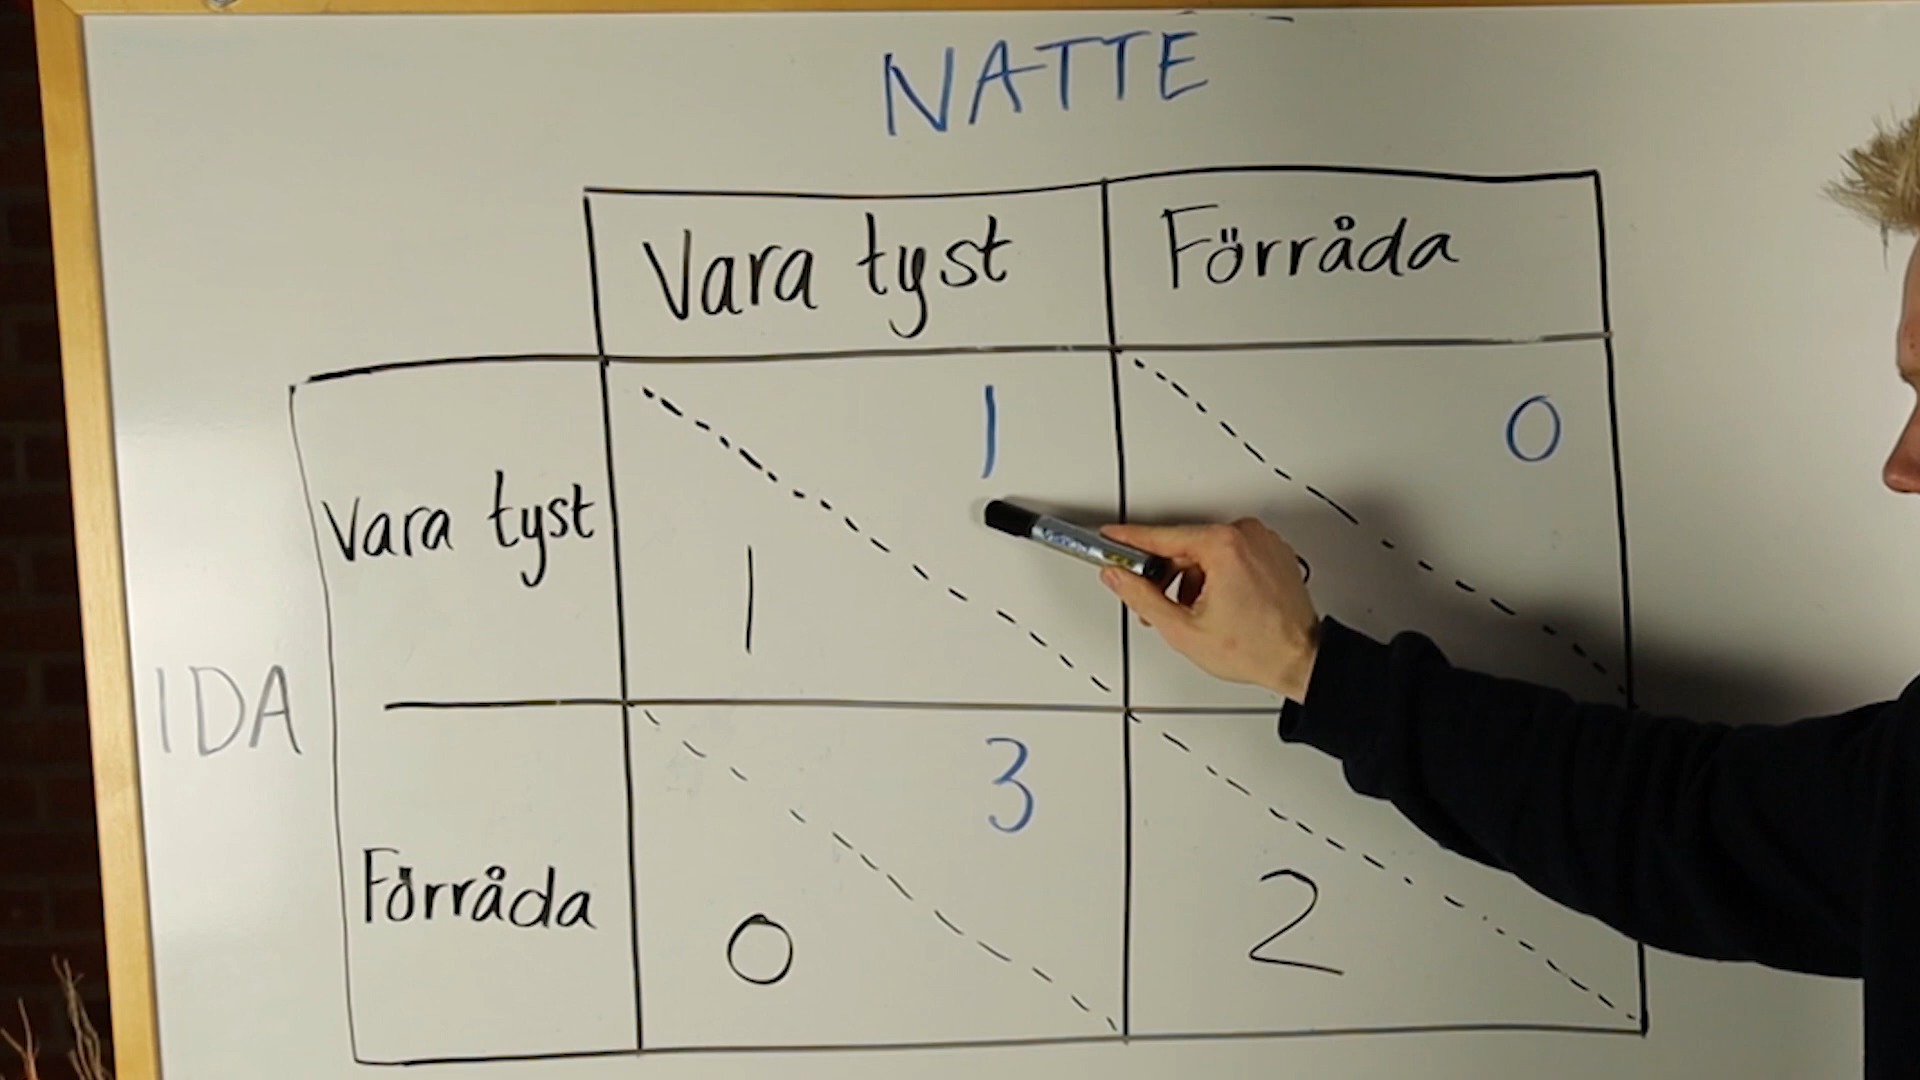 NATTE
Vara tyst Förråda
1 0
Vara tyst
1
IDA
3
Förråda
0 2